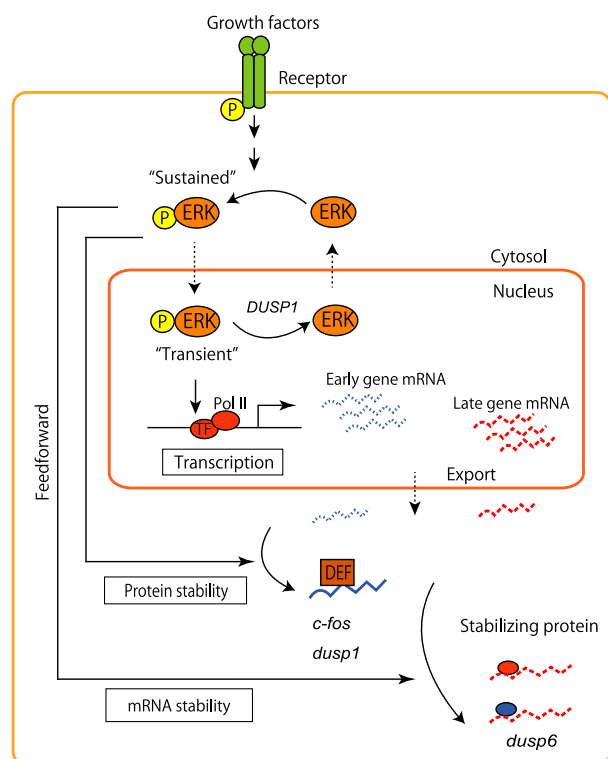 Growth factors
Receptor
P
"Sustained"
P ERK
ERK
Cytosol
Nucleus
P ERK
DUSP1
ERK
"Transient"
Early gene mRNA
Pol II
Late gene mRNA
TF
Transcription
Export
Feedforward
DEF
Protein stability
c-fos
Stabilizing protein
dusp1
mRNA stability
dusp6